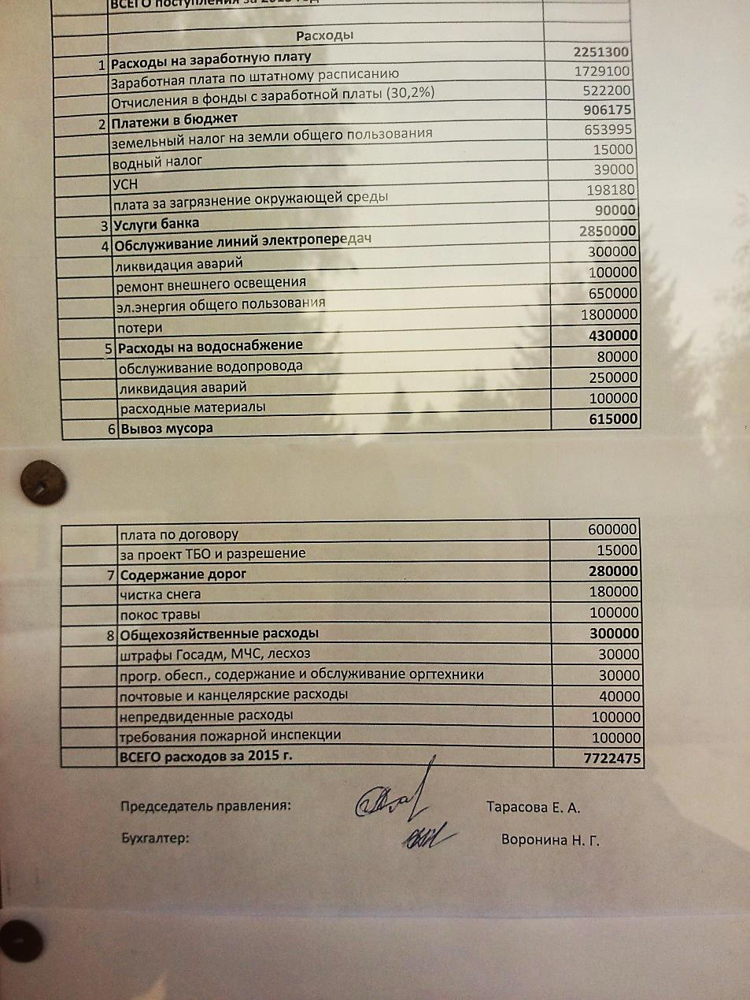 ВСЕГО поступления за 2015 год
Расходы
1 Расходы на заработную плату 2251300
Заработная плата по штатному расписанию 1729100
Отчисления в фонды с заработной платы (30,2%) 522200
2 Платежи в бюджет 906175
земельный налог на земли общего пользования 653995
водный налог 15000
УСН 39000
плата за загрязнение окружающей среды 198180
3 Услуги банка 90000
4 Обслуживание линий электропередач 2850000
ликвидация аварий 300000
ремонт внешнего освещения 100000
эл.энергия общего пользования 650000
потери 1800000
5 Расходы на водоснабжение 430000
обслуживание водопровода 80000
ликвидация аварий 250000
расходные материалы 100000
6 Вывоз мусора 615000
плата по договору 600000
за проект ТБО и разрешение 15000
7 Содержание дорог 280000
чистка снега 180000
покос травы 100000
8 Общехозяйственные расходы 300000
штрафы Госадм, МЧС, лесхоз 30000
прогр. обесп., содержание и обслуживание оргтехники 30000
почтовые и канцелярские расходы 40000
непредвиденные расходы 100000
требования пожарной инспекции 100000
ВСЕГО расходов за 2015 г. 7722475
Председатель правления: Тарасова Е. А.
Бухгалтер: Воронина Н. Г.